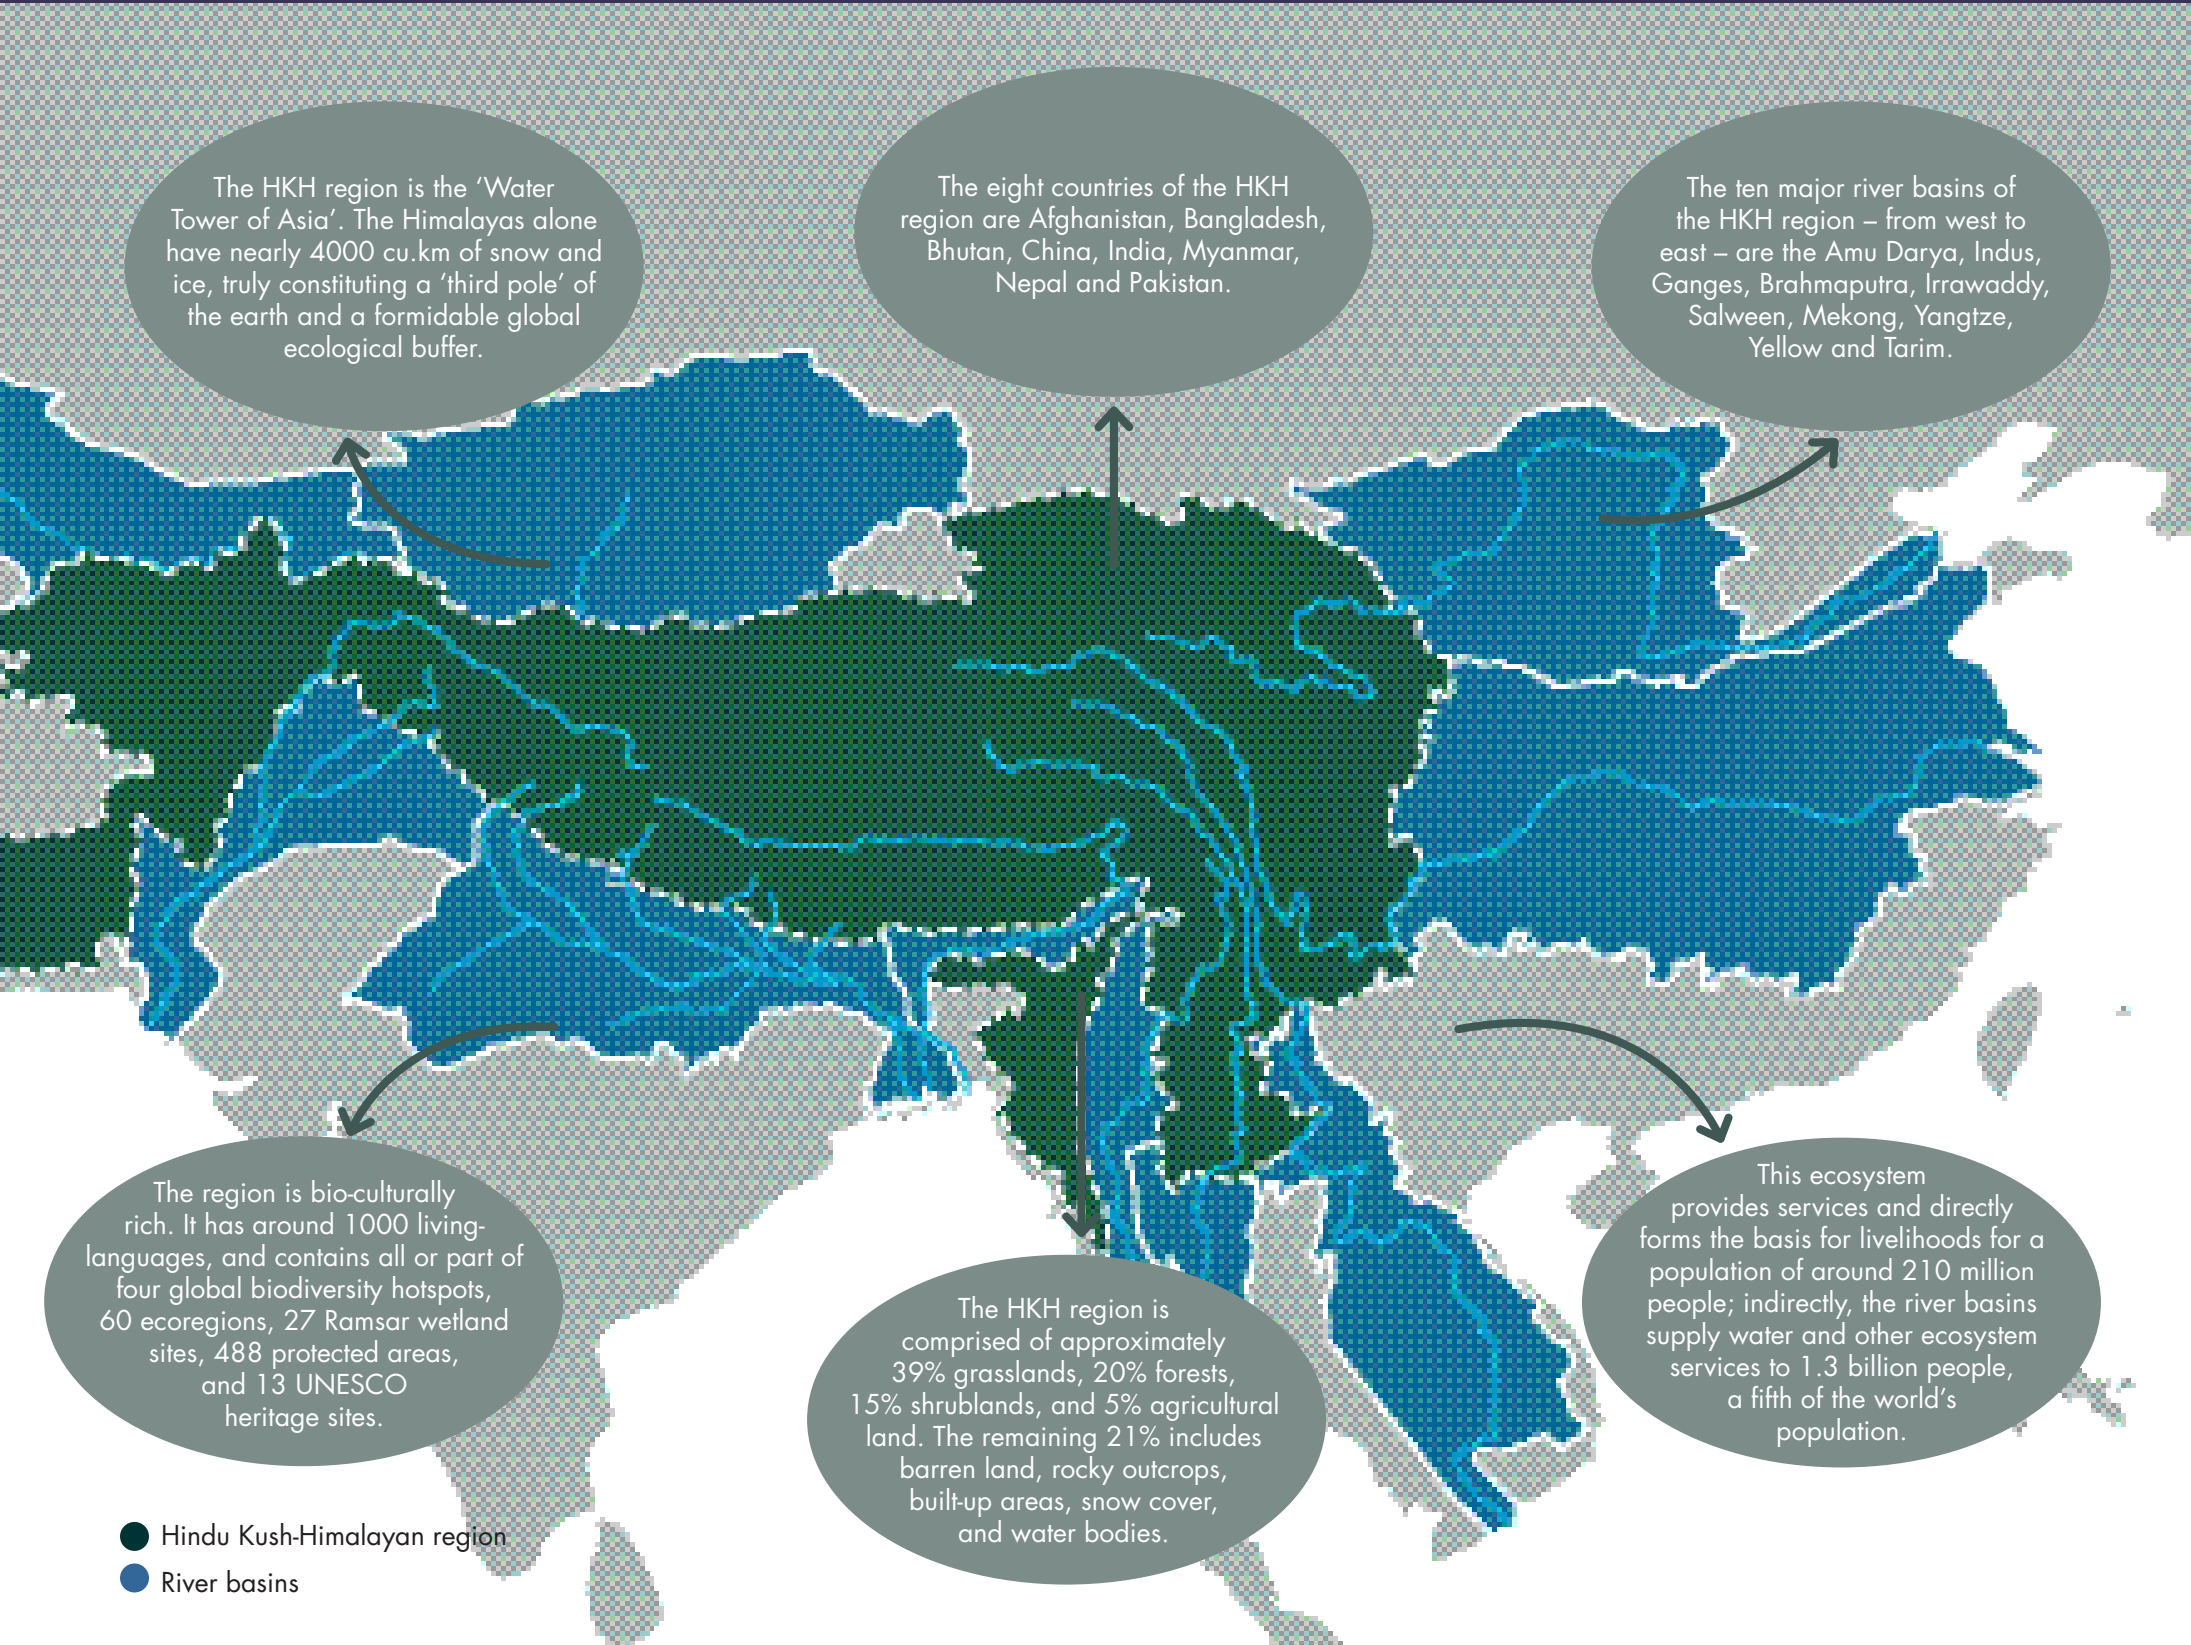 The HKH region is the ‘Water
Tower of Asia’. The Himalayas alone
have nearly 4000 cu.km of snow and
ice, truly constituting a ‘third pole’ of
the earth and a formidable global
ecological buffer.
The eight countries of the HKH
region are Afghanistan, Bangladesh,
Bhutan, China, India, Myanmar,
Nepal and Pakistan.
The ten major river basins of
the HKH region – from west to
east – are the Amu Darya, Indus,
Ganges, Brahmaputra, Irrawaddy,
Salween, Mekong, Yangtze,
Yellow and Tarim.
The region is bio-culturally
rich. It has around 1000 living-
languages, and contains all or part of
four global biodiversity hotspots,
60 ecoregions, 27 Ramsar wetland
sites, 488 protected areas,
and 13 UNESCO
heritage sites.
The HKH region is
comprised of approximately
39% grasslands, 20% forests,
15% shrublands, and 5% agricultural
land. The remaining 21% includes
barren land, rocky outcrops,
built-up areas, snow cover,
and water bodies.
This ecosystem
provides services and directly
forms the basis for livelihoods for a
population of around 210 million
people; indirectly, the river basins
supply water and other ecosystem
services to 1.3 billion people,
a fifth of the world’s
population.
Hindu Kush-Himalayan region
River basins